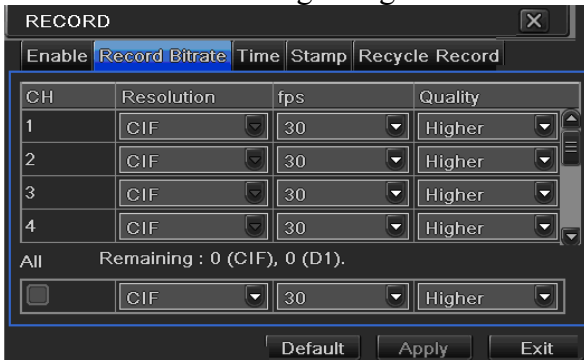 RECORD X
Enable Record Bitrate Time Stamp Recycle Record
CH Resolution fps Quality
1 CIF 30 Higher
2 CIF 30 Higher
3 CIF 30 Higher
4 CIF 30 Higher
All Remaining : 0 (CIF), 0 (D1).
CIF 30 Higher
Default Apply Exit